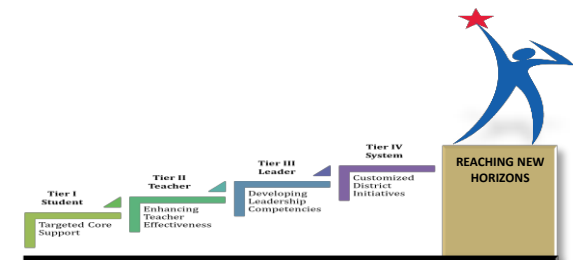 Tier I
Student
Targeted Core
Support
Tier II
Teacher
Enhancing
Teacher
Effectiveness
Tier III
Leader
Developing
Leadership
Competencies
Tier IV
System
Customized
District
Initiatives
REACHING NEW
HORIZONS